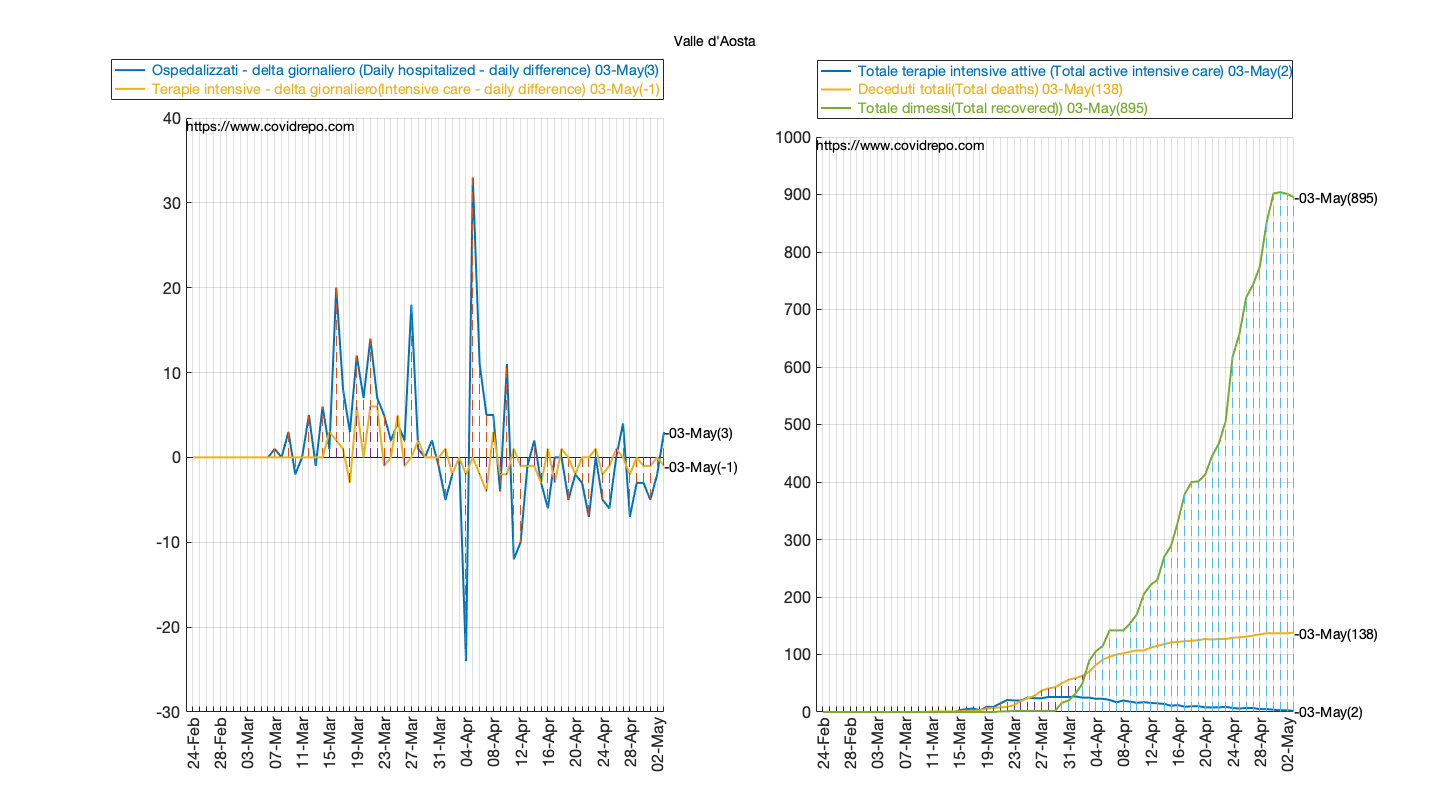 Valle d'Aosta
Ospedalizzati - delta giornaliero (Daily hospitalized - daily difference) 03-May(3)
Terapie intensive - delta giornaliero(Intensive care - daily difference) 03-May(-1)
https://www.covidrepo.com
40
30
20
10
0
-10
-20
-30
-03-May(3)
-03-May(-1)
24-Feb
28-Feb
03-Mar
07-Mar
11-Mar
15-Mar
19-Mar
23-Mar
27-Mar
31-Mar
04-Apr
08-Apr
12-Apr
16-Apr
20-Apr
24-Apr
28-Apr
02-May
Totale terapie intensive attive (Total active intensive care) 03-May(2)
Deceduti totali(Total deaths) 03-May(138)
Totale dimessi(Total recovered)) 03-May(895)
https://www.covidrepo.com
1000
900
800
700
600
500
400
300
200
100
0
-03-May(895)
-03-May(138)
-03-May(2)
24-Feb
28-Feb
03-Mar
07-Mar
11-Mar
15-Mar
19-Mar
23-Mar
27-Mar
31-Mar
04-Apr
08-Apr
12-Apr
16-Apr
20-Apr
24-Apr
28-Apr
02-May